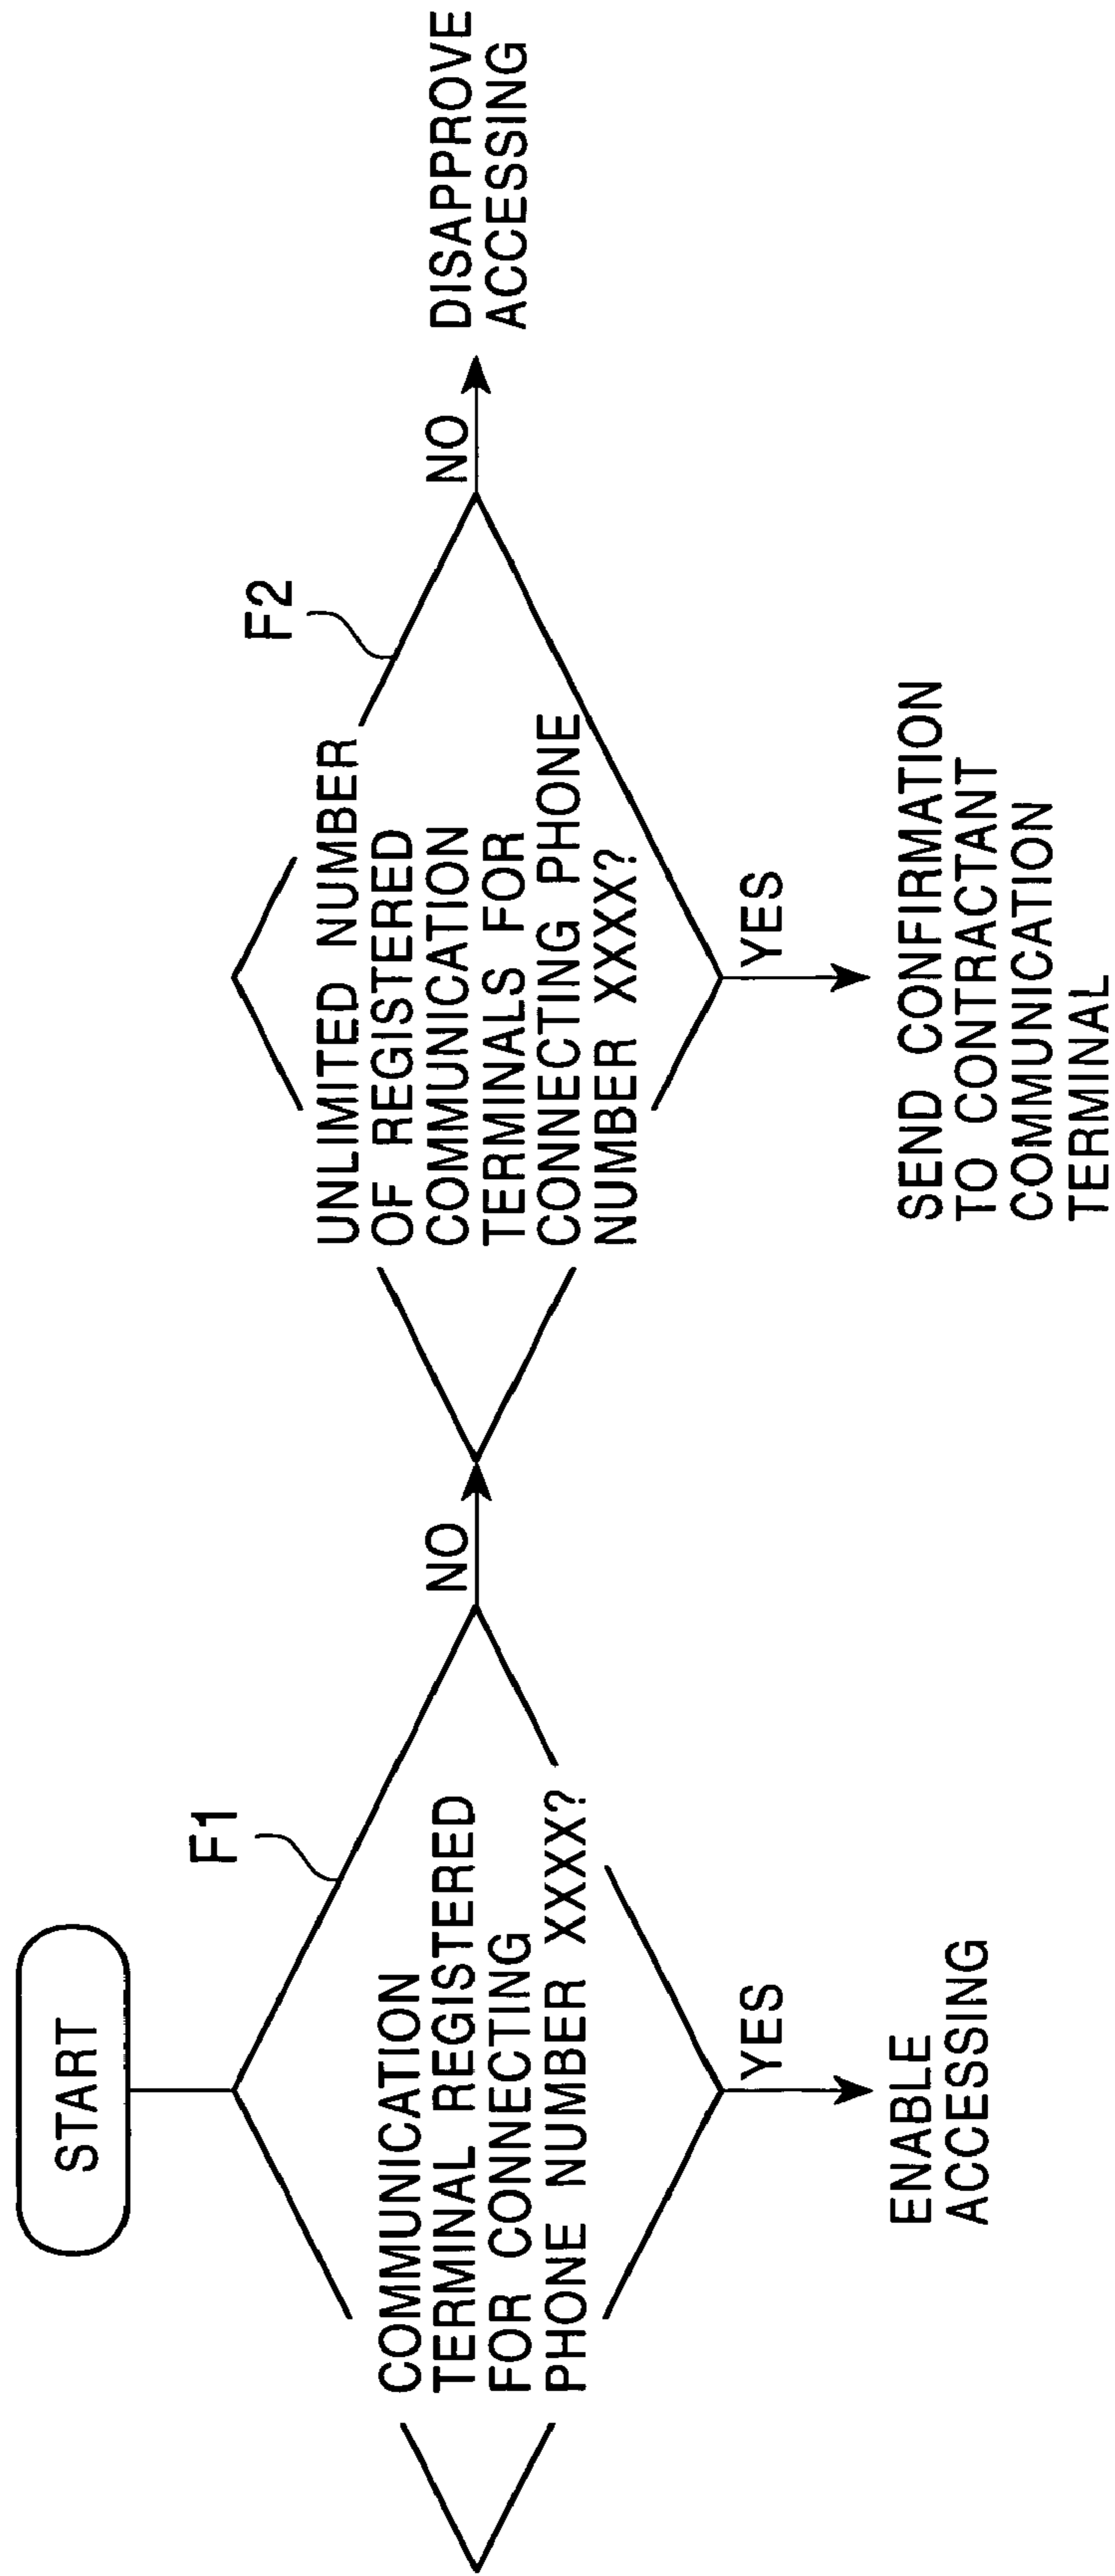 START
F1
COMMUNICATION
TERMINAL REGISTERED
FOR CONNECTING
PHONE NUMBER XXXX?
NO
YES
ENABLE
ACCESSING
F2
UNLIMITED NUMBER
OF REGISTERED
COMMUNICATION
TERMINALS FOR
CONNECTING PHONE
NUMBER XXXX?
NO
DISAPPROVE
ACCESSING
YES
SEND CONFIRMATION
TO CONTRACTANT
COMMUNICATION
TERMINAL